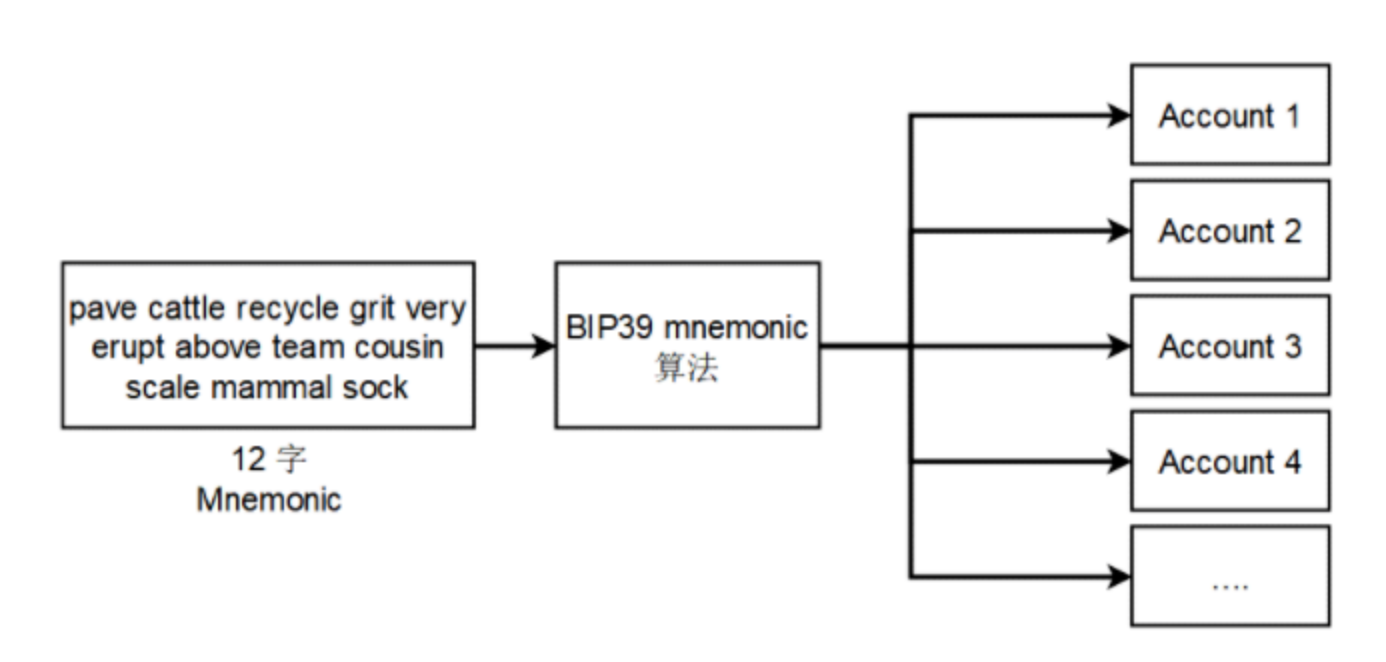 pave cattle recycle grit very
erupt above team cousin
scale mammal sock
12 字
Mnemonic
BIP39 mnemonic
算法
Account 1
Account 2
Account 3
Account 4
....